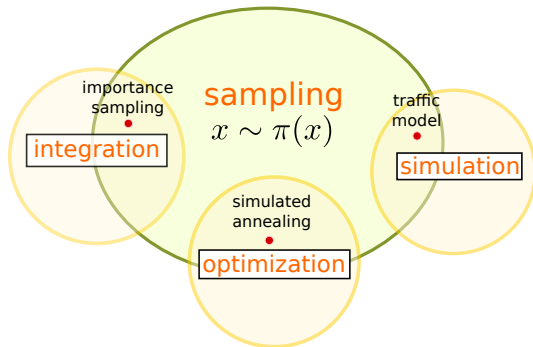 importance
sampling
integration
sampling
x ∼ π(x)
traffic
model
simulation
simulated
annealing
optimization